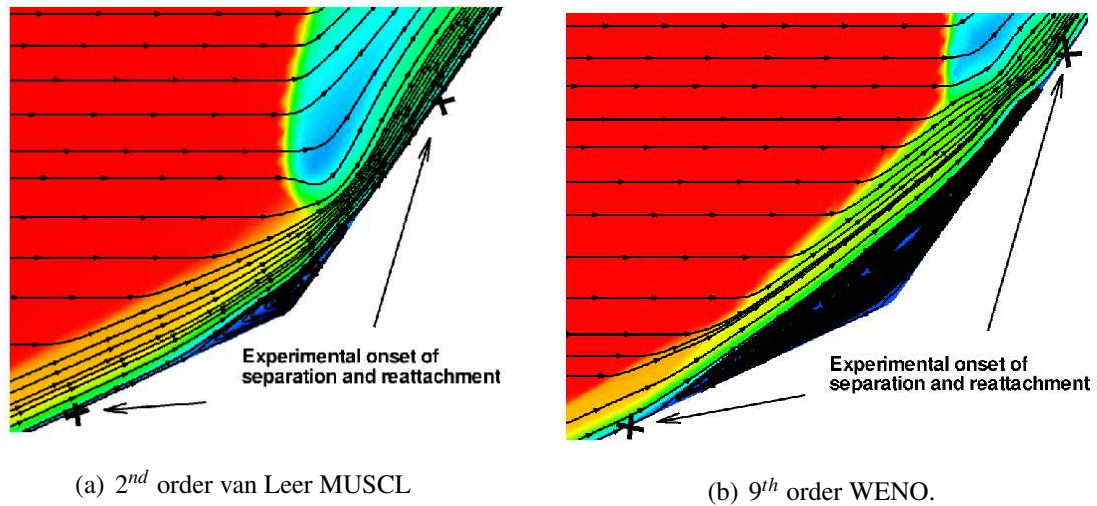 Experimental onset of
separation and reattachment
Experimental onset of
separation and reattachment
(a) 2nd order van Leer MUSCL
(b) 9th order WENO.